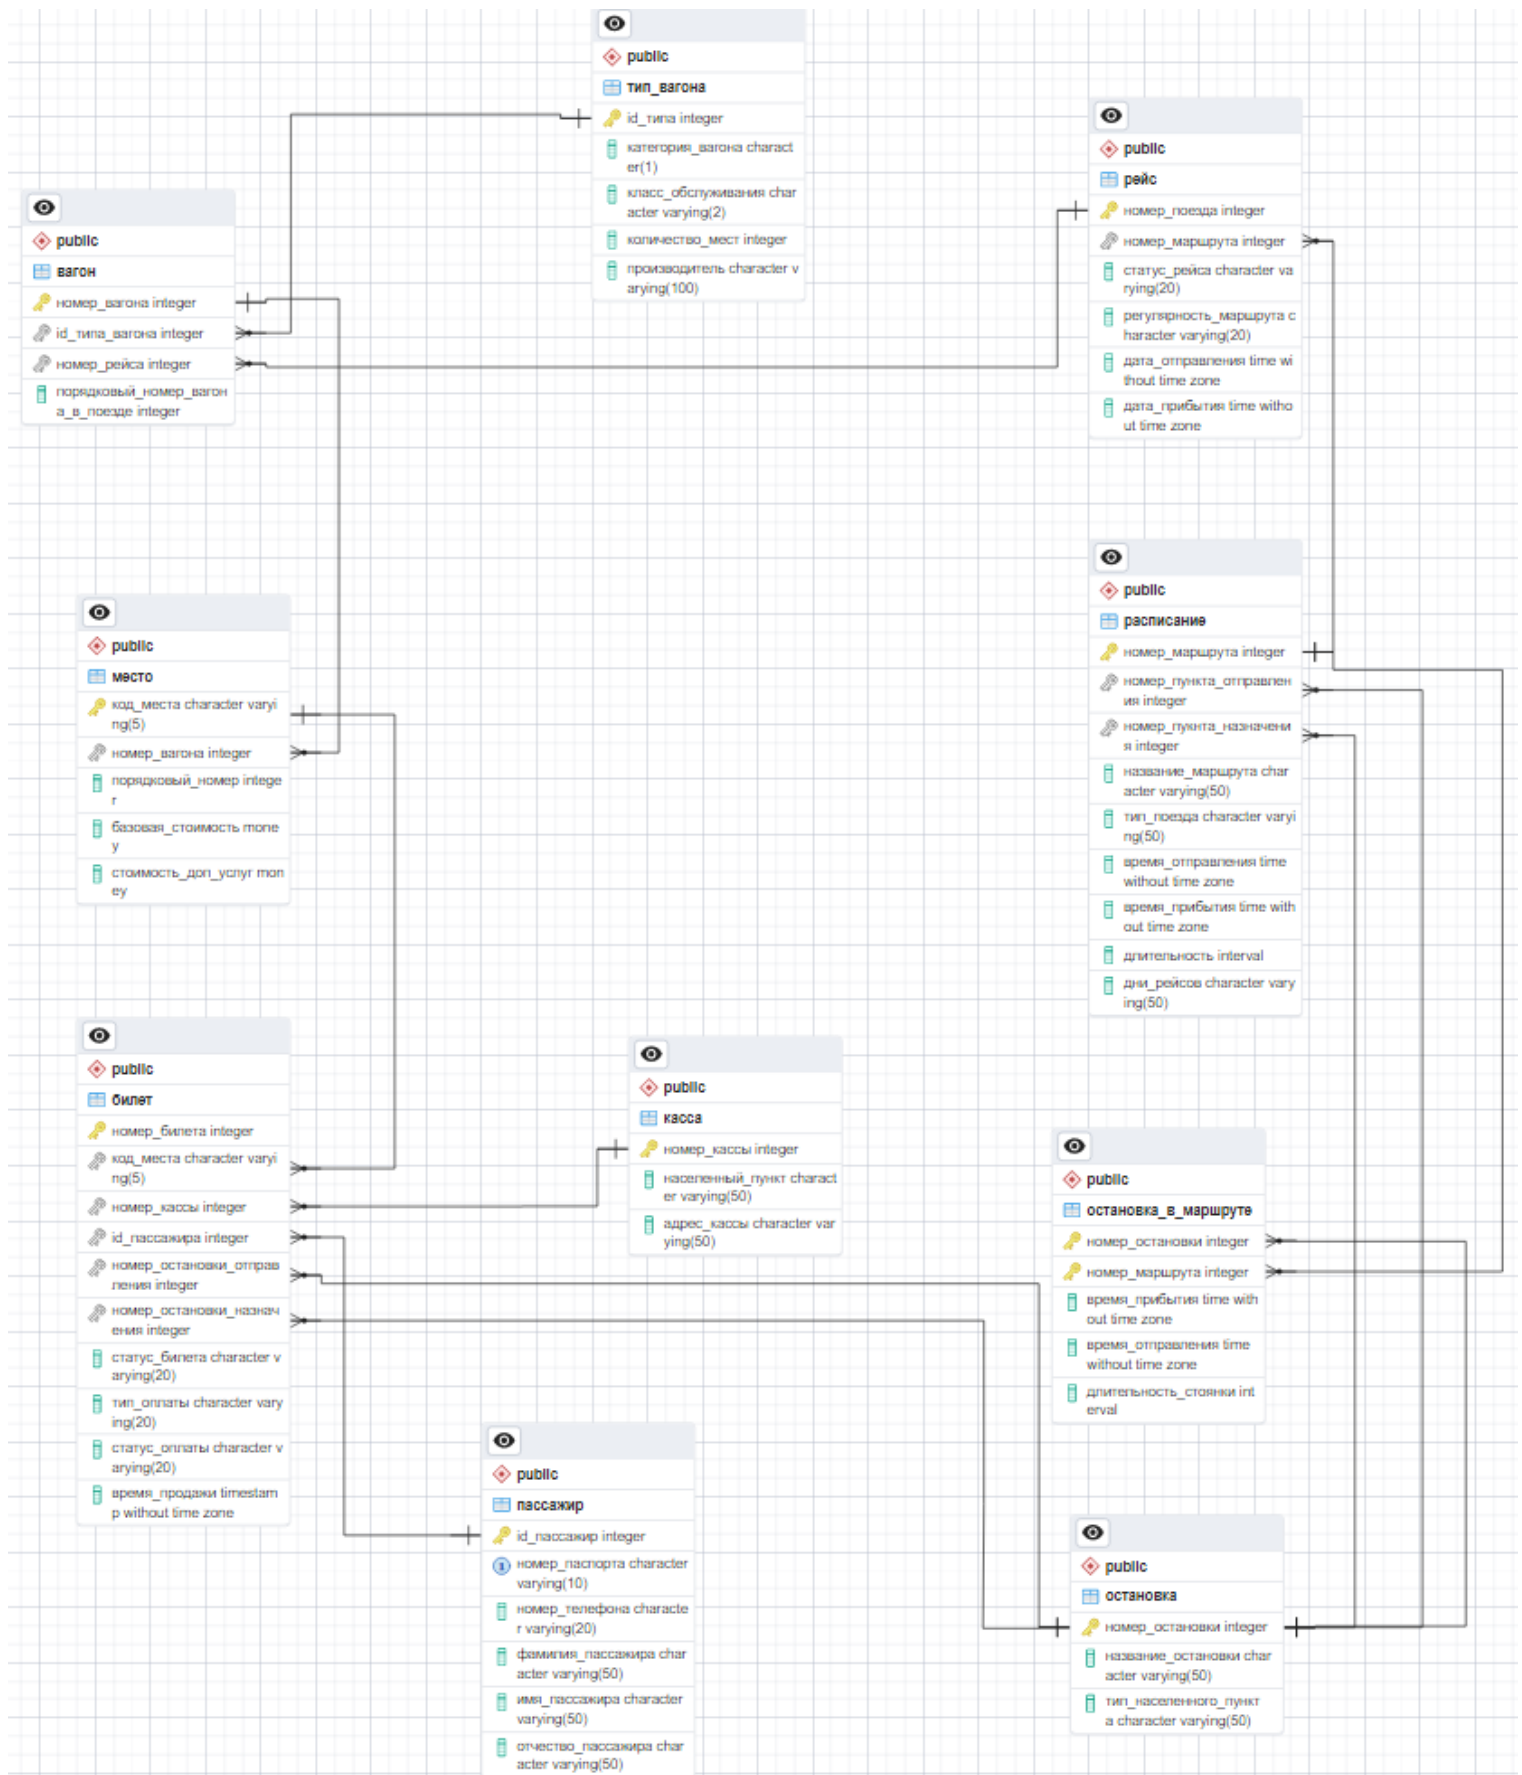 public
тип_вагона
id_типа integer
категория_вагона charact
er(1)
класс_обслуживания char
acter varying(2)
количество_мест integer
производитель character v
arying(100)
public
рейс
номер_поезда integer
номер_маршрута integer
статус_рейса character va
rying(20)
регулярность_маршрута c
haracter varying(20)
дата_отправления time wi
thout time zone
дата_прибытия time witho
ut time zone
public
вагон
номер_вагона integer
id_типа_вагона integer
номер_рейса integer
порядковый_номер_вагон
а_в_поезде integer
public
расписание
номер_маршрута integer
номер_пункта_отправлен
ия integer
номер_пукнта_назначени
я integer
название_маршрута char
acter varying(50)
тип_поезда character varyi
ng(50)
время_отправления time
without time zone
время_прибытия time with
out time zone
длительность interval
дни_рейсов character vary
ing(50)
public
место
код_места character varyi
ng(5)
номер_вагона integer
порядковый_номер intege
r
базовая_стоимость mone
y
стоимость_доп_услуг mon
ey
public
билет
номер_билета integer
код_места character varyi
ng(5)
номер_кассы integer
id_пассажира integer
номер_остановки_отправ
ления integer
номер_остановки_назнач
ения integer
статус_билета character v
arying(20)
тип_оплаты character vary
ing(20)
статус_оплаты character v
arying(20)
время_продажи timestam
p without time zone
public
касса
номер_кассы integer
населенный_пункт charact
er varying(50)
адрес_кассы character var
ying(50)
public
остановка_в_маршруте
номер_остановки integer
номер_маршрута integer
время_прибытия time with
out time zone
время_отправления time
without time zone
длительность_стоянки int
erval
public
пассажир
id_пассажир integer
номер_паспорта character
varying(10)
номер_телефона characte
r varying(20)
фамилия_пассажира char
acter varying(50)
имя_пассажира character
varying(50)
отчество_пассажира char
acter varying(50)
public
остановка
номер_остановки integer
название_остановки char
acter varying(50)
тип_населенного_пункт
а character varying(50)